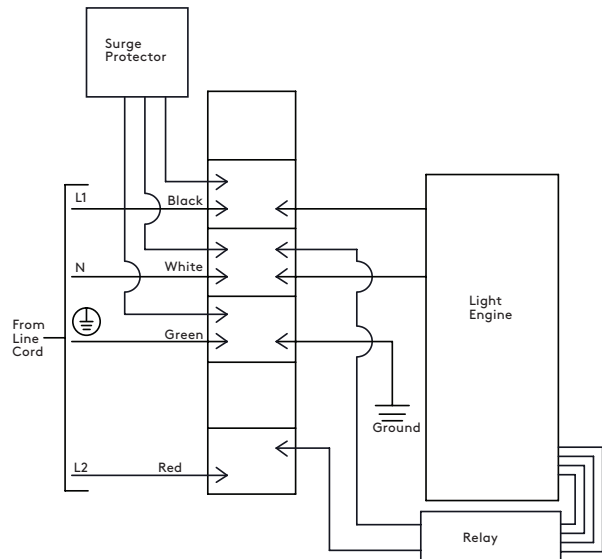 Surge
Protector
L1
Black
N
White
Light
Engine
From
Line
Cord
Green
Ground
L2
Red
Relay